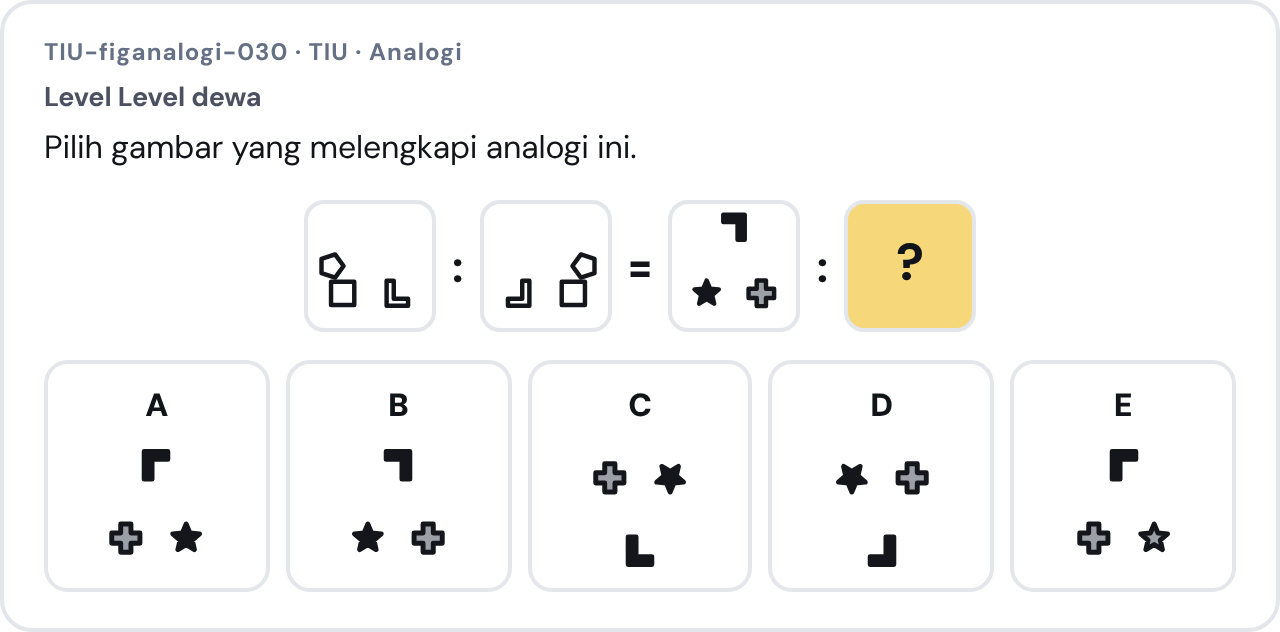 TIU-figanalogi-030 · TIU · Analogi
Level Level dewa
Pilih gambar yang melengkapi analogi ini.
: = : ?
A B C D E